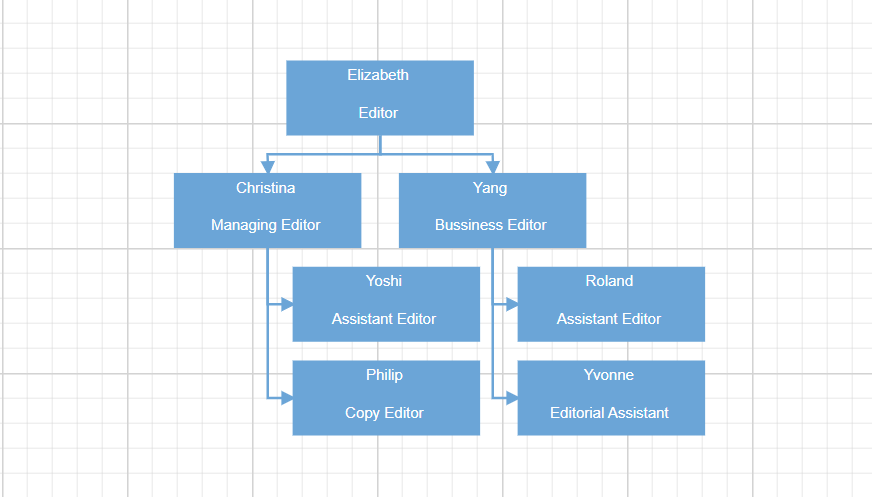 Elizabeth
Editor
Christina
Managing Editor
Yang
Bussiness Editor
Yoshi
Assistant Editor
Philip
Copy Editor
Roland
Assistant Editor
Yvonne
Editorial Assistant